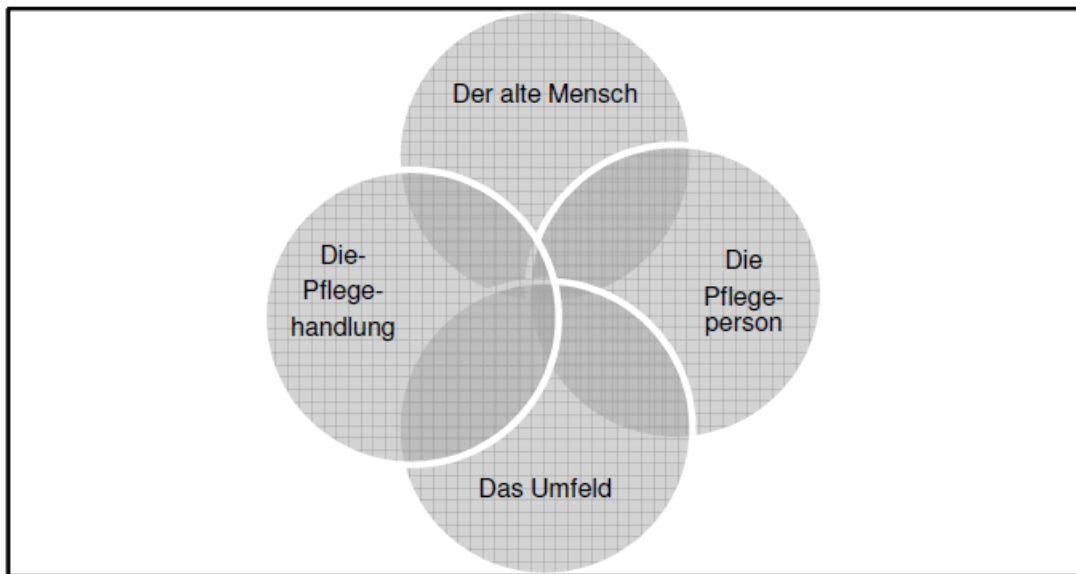 Der alte Mensch
Die-
Pflege-
handlung
Die
Pflege-
person
Das Umfeld